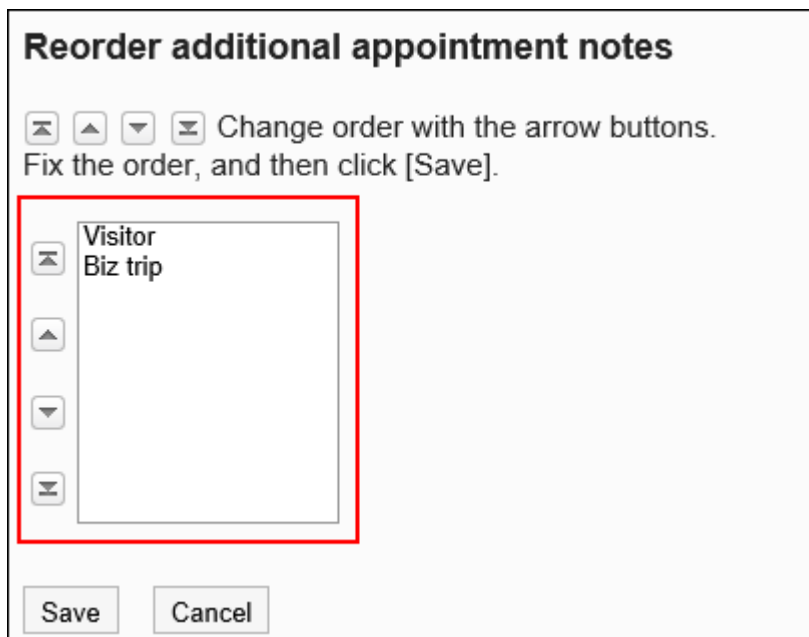 Reorder additional appointment notes
Change order with the arrow buttons.
Fix the order, and then click [Save].
Visitor
Biz trip
Save
Cancel